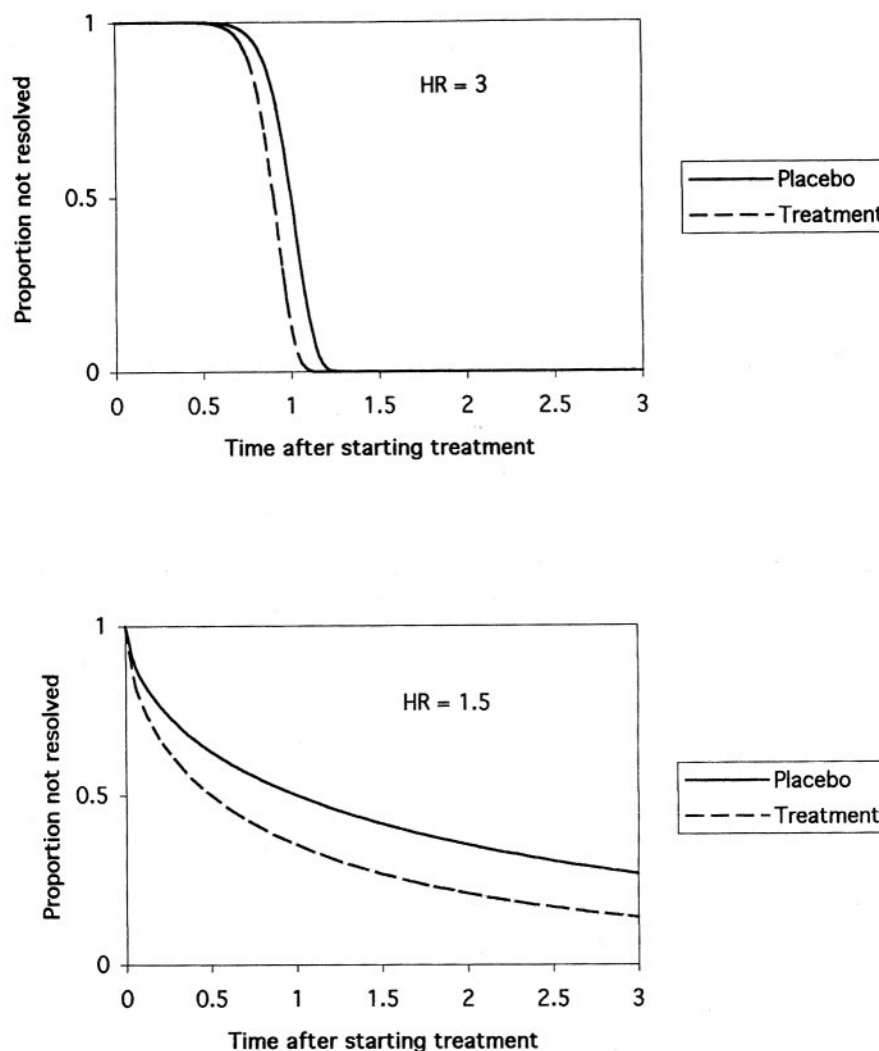 1
Proportion not resolved
HR = 3
0.5
Placebo
Treatment
0
0 0.5 1 1.5 2 2.5 3
Time after starting treatment
1
Proportion not resolved
HR = 1.5
0.5
Placebo
Treatment
0
0 0.5 1 1.5 2 2.5 3
Time after starting treatment